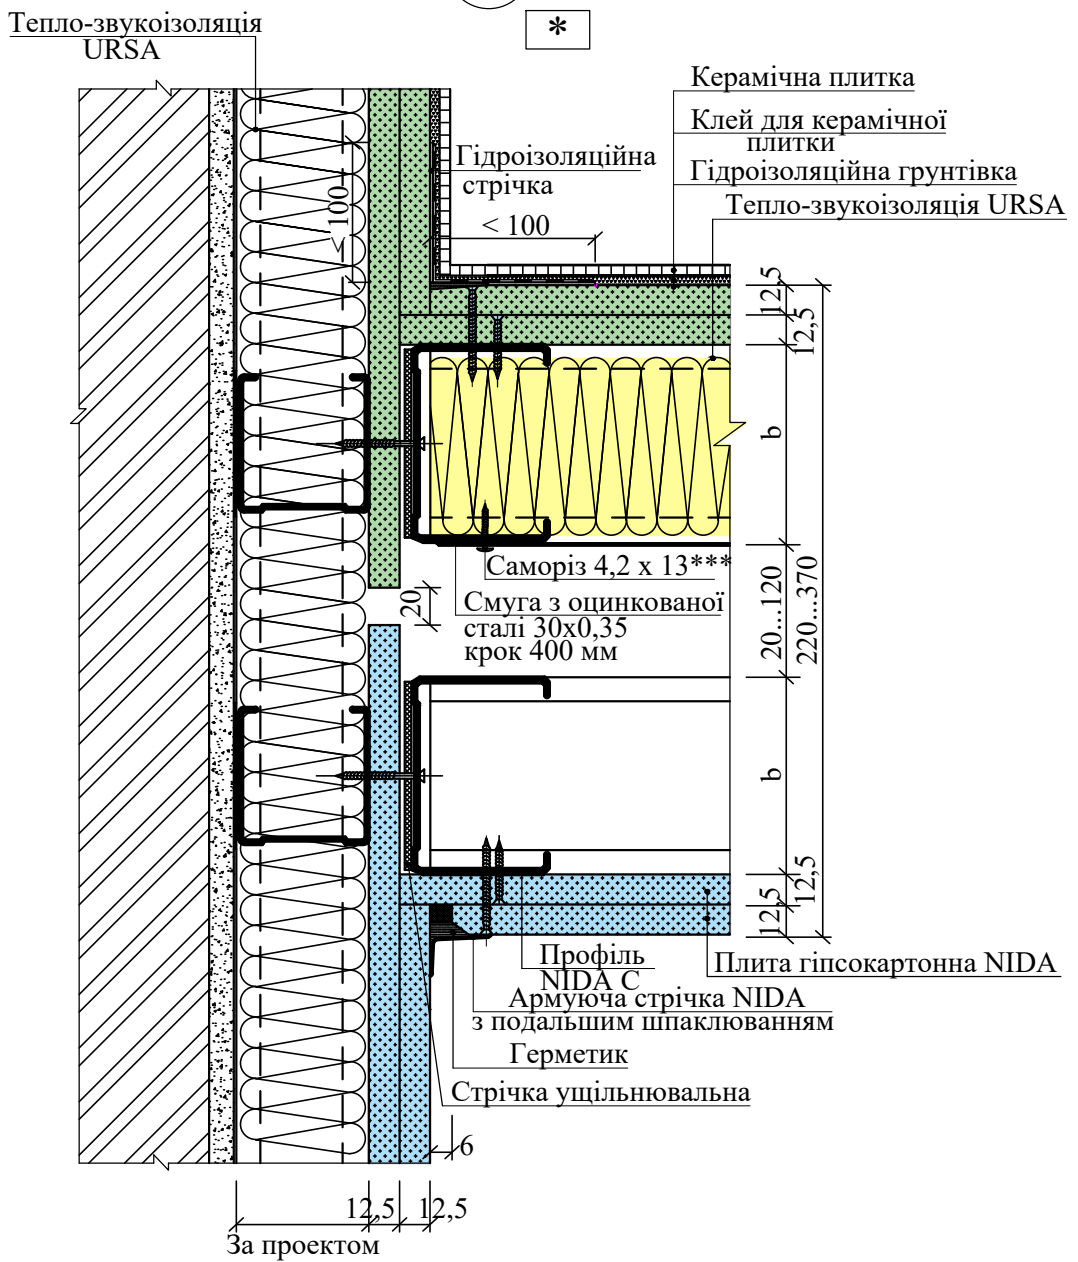 *
Тепло-звукоізоляція
URSA
Керамічна плитка
Клей для керамічної
плитки
Гідроізоляційна грунтівка
Тепло-звукоізоляція URSA
Гідроізоляційна
стрічка
< 100
< 100
12,5
12,5
b
20...120
220...370
b
12,5
12,5
Саморіз 4,2 х 13***
Смуга з оцинкованої
сталі 30х0,35
крок 400 мм
20
Профіль
NIDA C
Плита гіпсокартонна NIDA
Армуюча стрічка NIDA
з подальшим шпаклюванням
Герметик
Стрічка ущільнювальна
6
12,5
12,5
За проектом